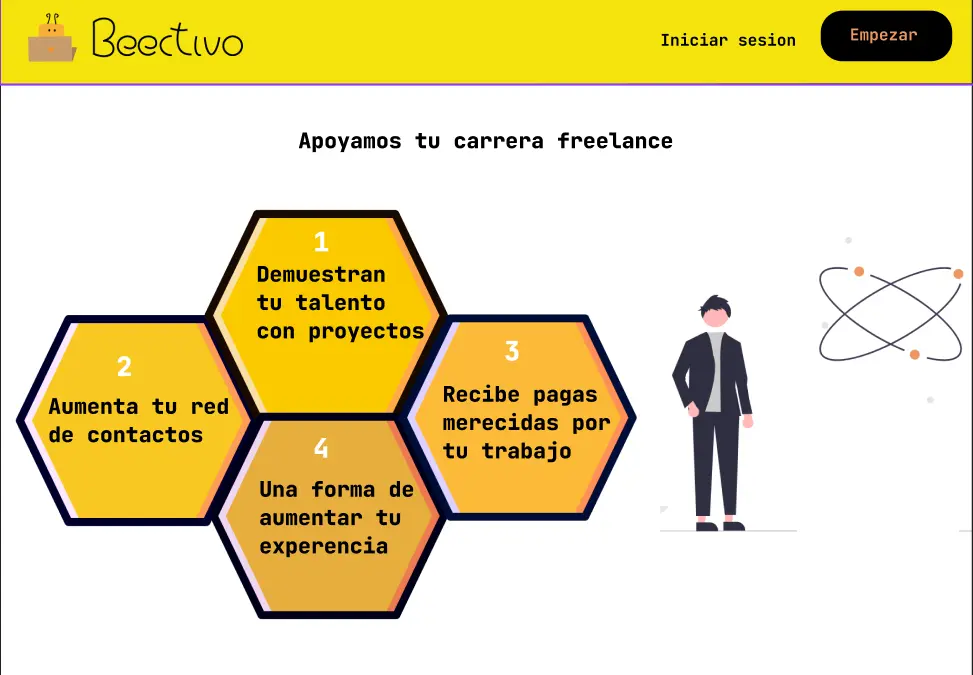 Beectivo
Iniciar sesion
Empezar
Apoyamos tu carrera freelance
1
Demuestran
tu talento
con proyectos
2
Aumenta tu red
de contactos
3
Recibe pagas
merecidas por
tu trabajo
4
Una forma de
aumentar tu
experencia